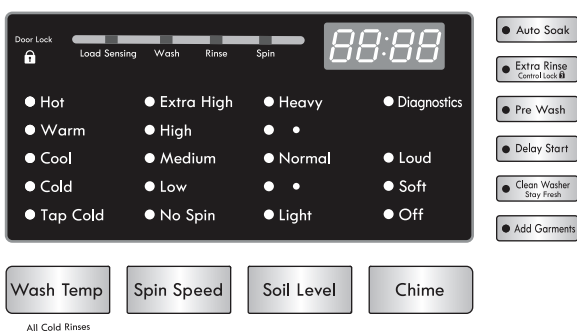 Door Lock
88:88
Load Sensing Wash Rinse Spin
Hot Extra High Heavy Diagnostics
Warm High
Cool Medium Normal Loud
Cold Low Soft
Tap Cold No Spin Light Off
Wash Temp Spin Speed Soil Level Chime
All Cold Rinses
Auto Soak
Extra Rinse
Control Lock
Pre Wash
Delay Start
Clean Washer
Stay Fresh
Add Garments